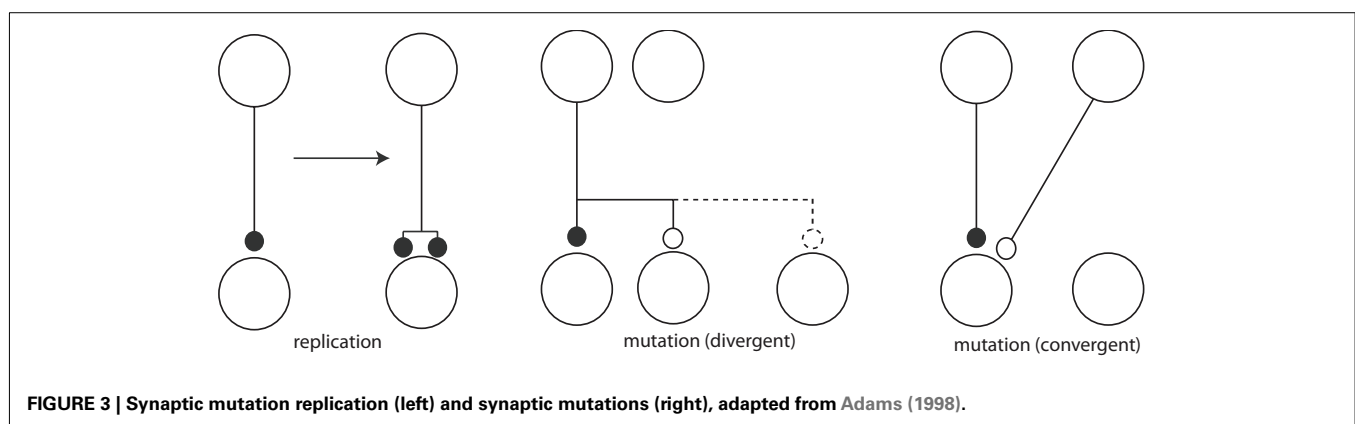 replication
mutation (divergent)
mutation (convergent)
FIGURE 3 | Synaptic mutation replication (left) and synaptic mutations (right), adapted from Adams (1998).